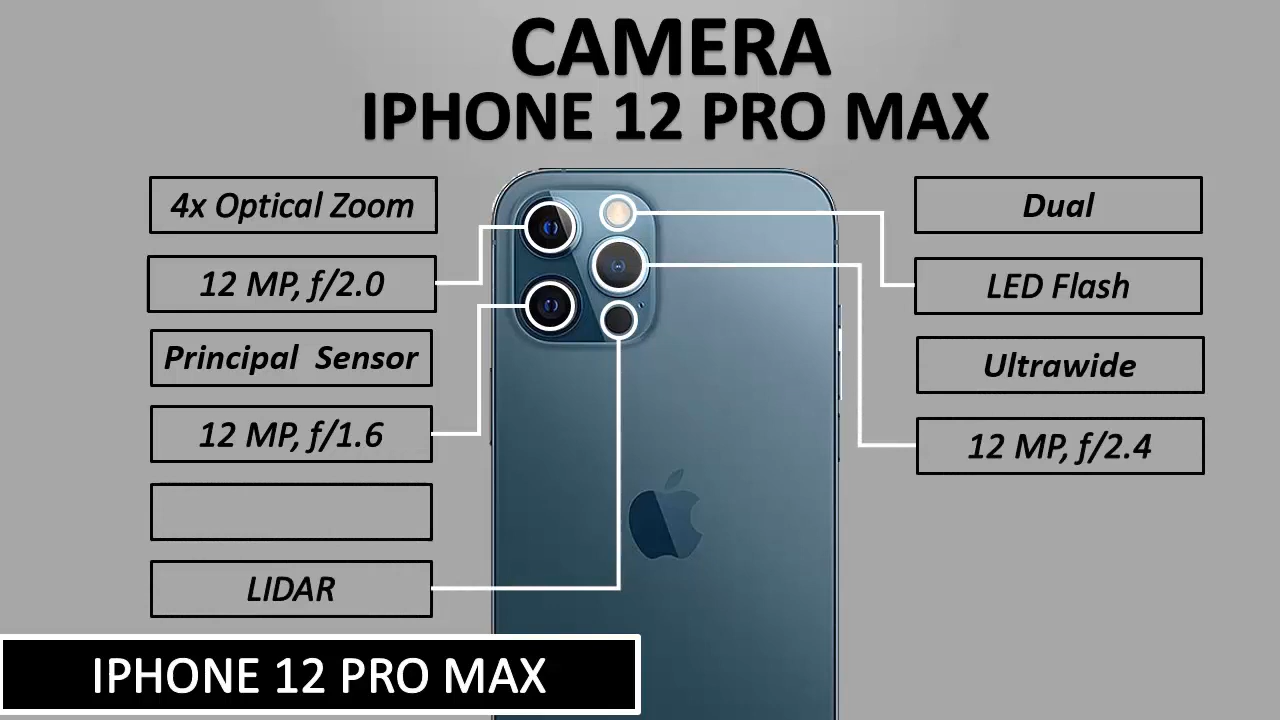 CAMERA
IPHONE 12 PRO MAX
4x Optical Zoom
12 MP, f/2.0
Principal Sensor
12 MP, f/1.6
LIDAR
Dual
LED Flash
Ultrawide
12 MP, f/2.4
IPHONE 12 PRO MAX